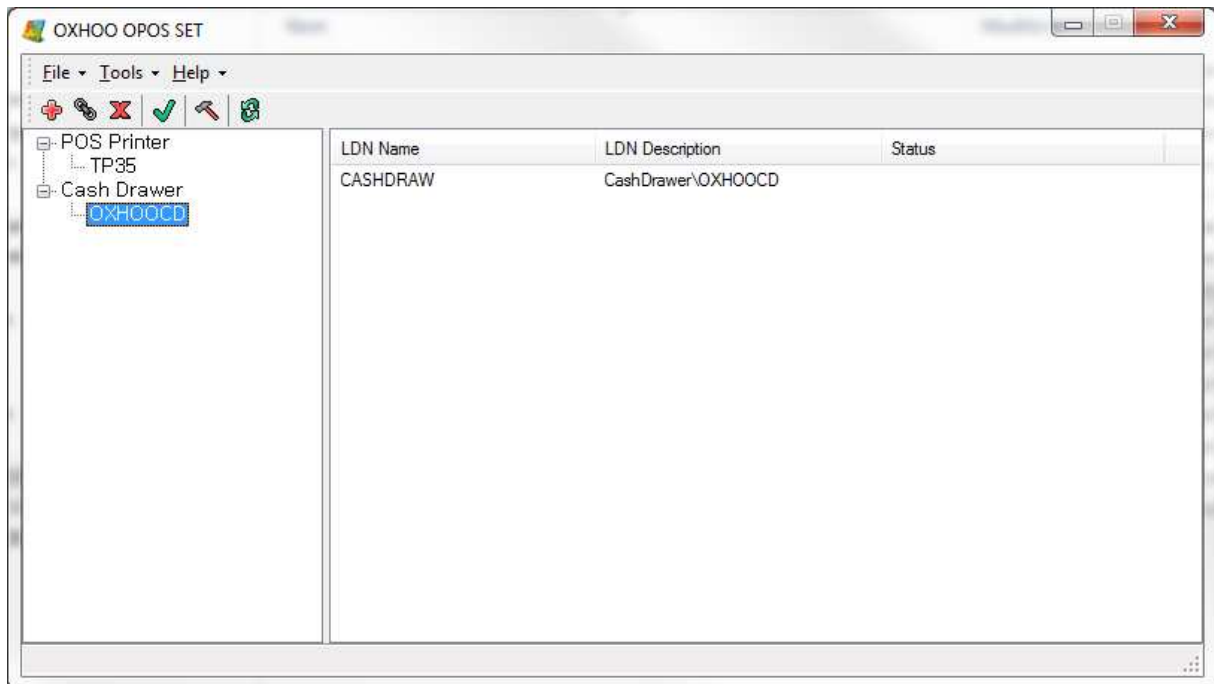 OXHOO OPOS SET
File Tools Help
POS Printer
TP35
Cash Drawer
OXHOOCD
LDN Name LDN Description Status
CASHDRAW CashDrawer\OXHOOCD